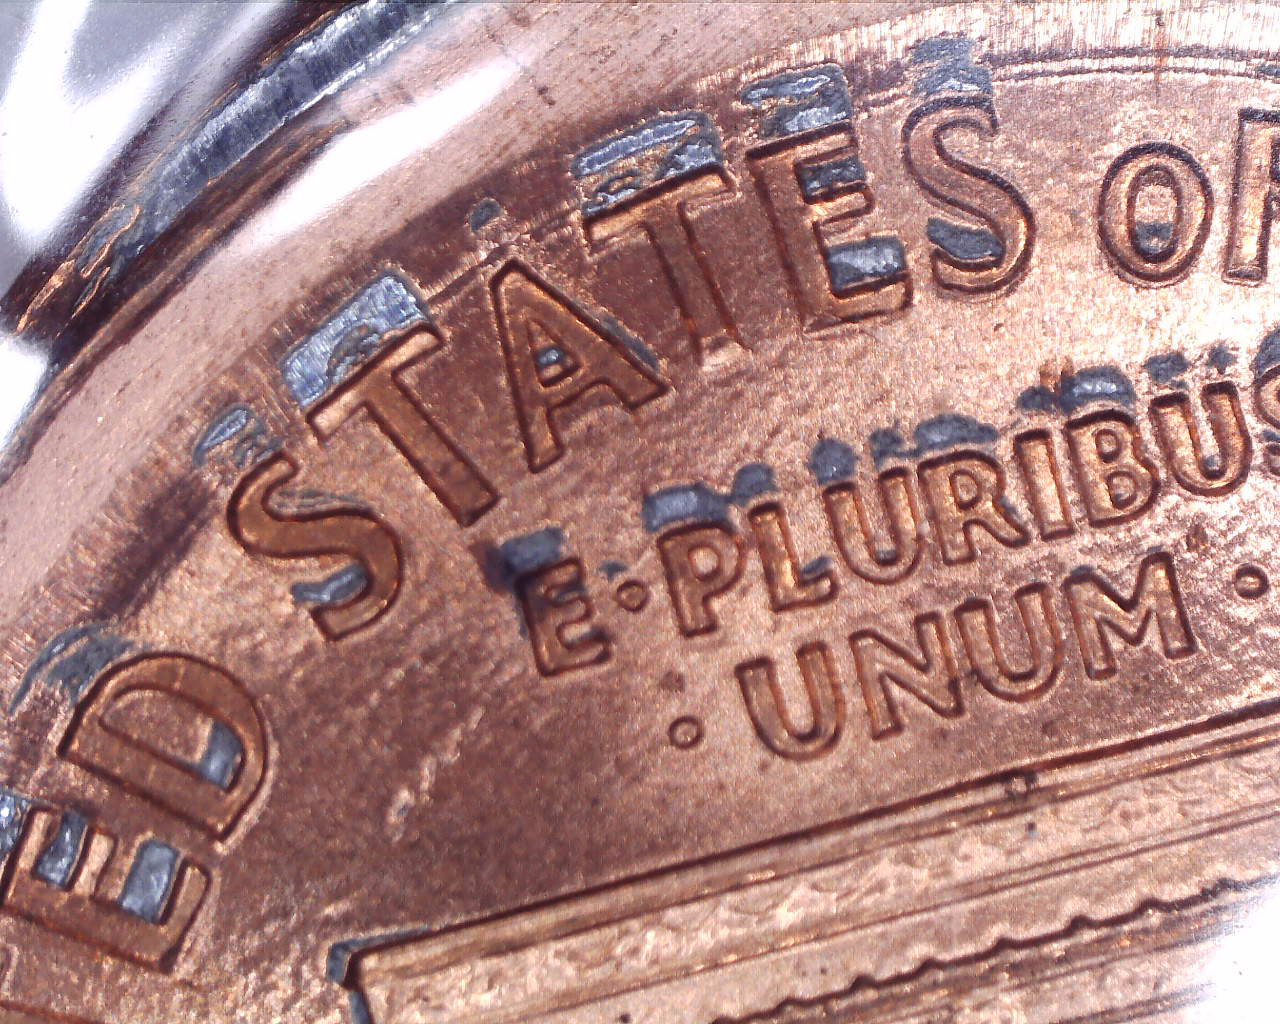 ED STATES OF
E·PLURIBUS
·UNUM·